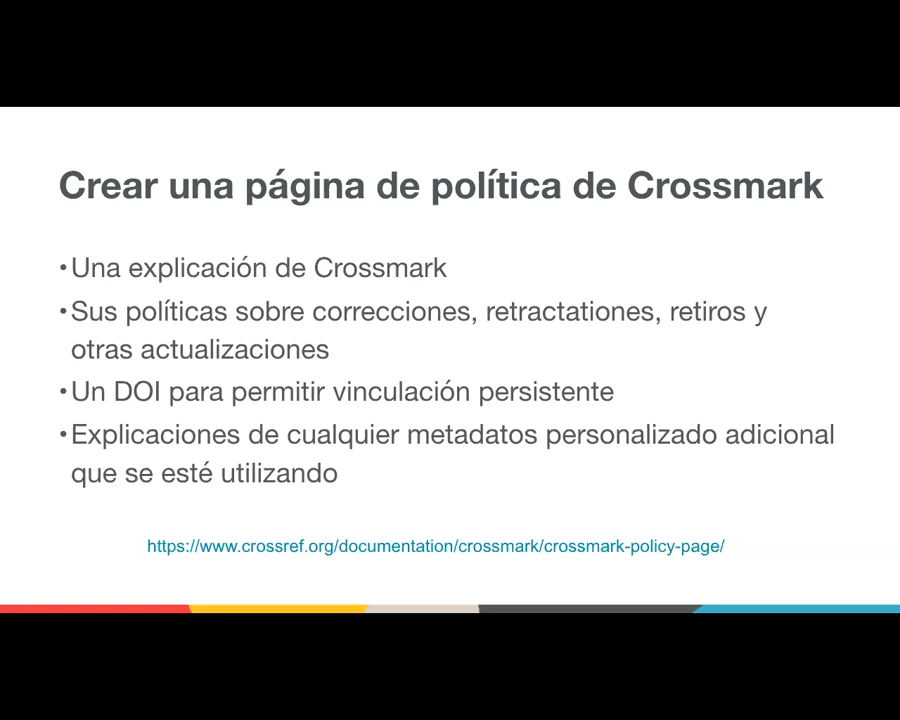 Crear una página de política de Crossmark
•Una explicación de Crossmark
•Sus políticas sobre correcciones, retractationes, retiros y
otras actualizaciones
•Un DOI para permitir vinculación persistente
•Explicaciones de cualquier metadatos personalizado adicional
que se esté utilizando
https://www.crossref.org/documentation/crossmark/crossmark-policy-page/